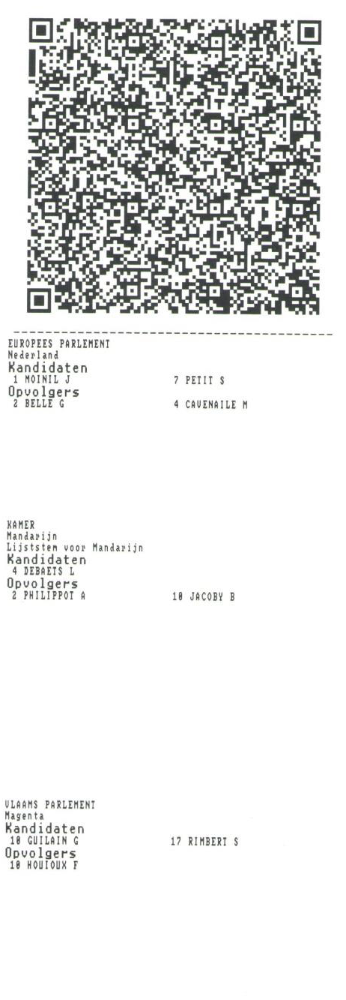 EUROPEES PARLEMENT
Nederland
Kandidaten
1 MOINIL J 7 PETIT S
Opvolgers
2 BELLE G 4 CAVENAILE M
KAMER
Mandarijn
Lijststem voor Mandarijn
Kandidaten
4 DEBAETS L
Opvolgers
2 PHILIPPOT A 10 JACOBY B
VLAAMS PARLEMENT
Magenta
Kandidaten
10 GUILAIN G 17 RIMBERT S
Opvolgers
10 HOUIOUX F